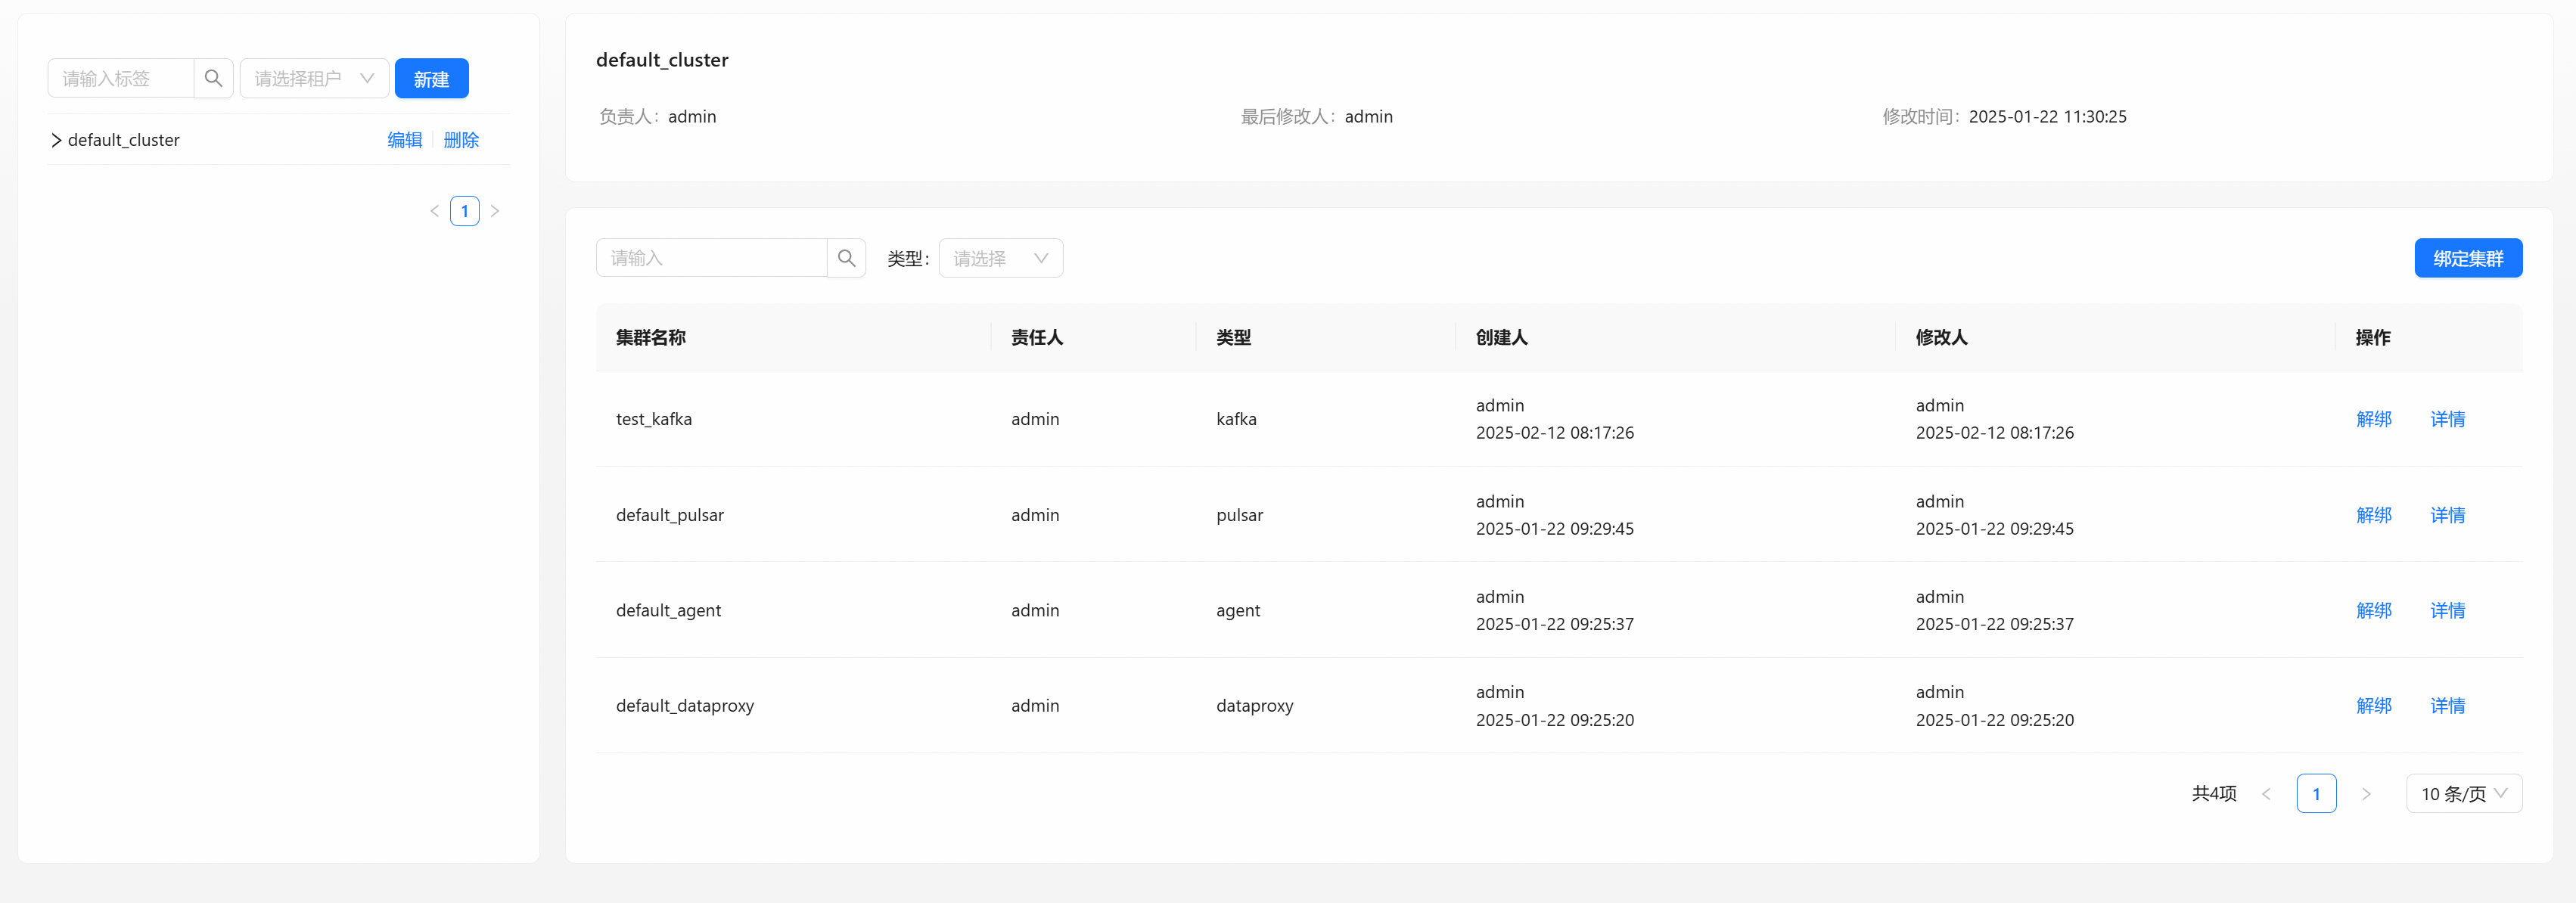 请输入标签
请选择租户
新建
default_cluster
编辑
删除
1
default_cluster
负责人：admin
最后修改人：admin
修改时间：2025-01-22 11:30:25
请输入
类型：
请选择
绑定集群
集群名称 责任人 类型 创建人 修改人 操作
test_kafka admin kafka admin 2025-02-12 08:17:26 admin 2025-02-12 08:17:26 解绑 详情
default_pulsar admin pulsar admin 2025-01-22 09:29:45 admin 2025-01-22 09:29:45 解绑 详情
default_agent admin agent admin 2025-01-22 09:25:37 admin 2025-01-22 09:25:37 解绑 详情
default_dataproxy admin dataproxy admin 2025-01-22 09:25:20 admin 2025-01-22 09:25:20 解绑 详情
共4项 1 10 条/页